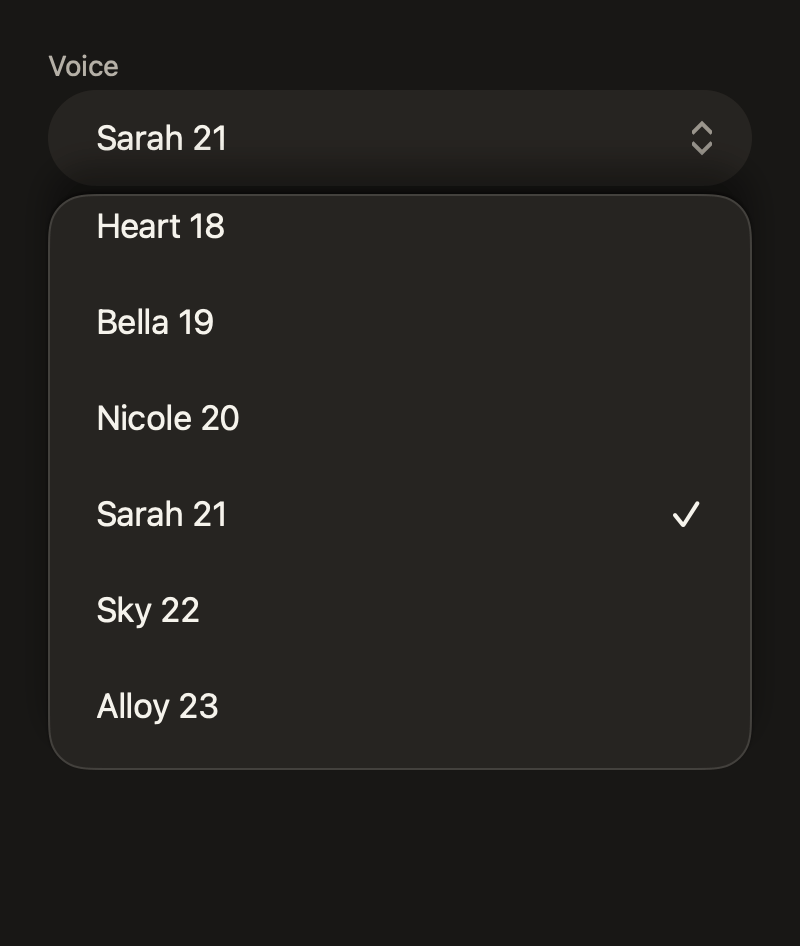 Voice
Sarah 21
Heart 18
Bella 19
Nicole 20
Sarah 21
Sky 22
Alloy 23